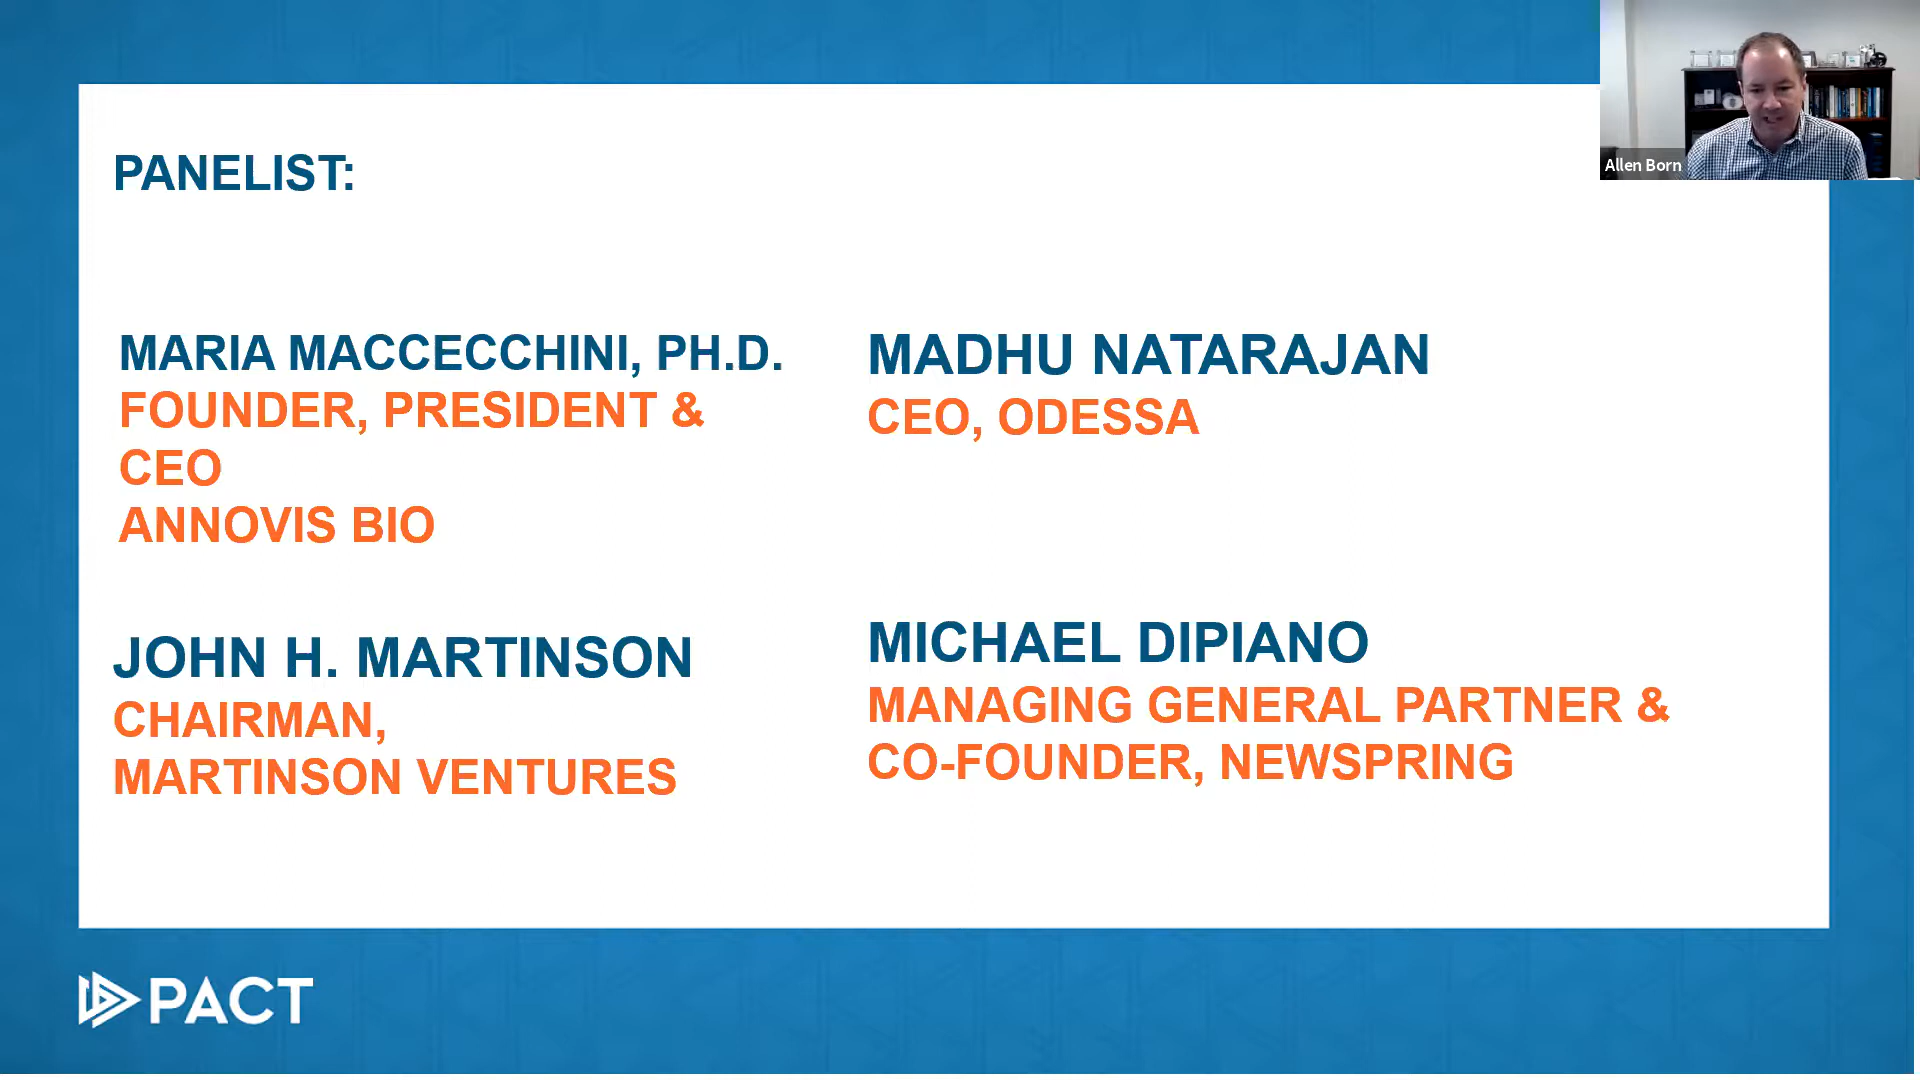 PANELIST:
MARIA MACCECCHINI, PH.D.
FOUNDER, PRESIDENT &
CEO
ANNOVIS BIO
MADHU NATARAJAN
CEO, ODESSA
JOHN H. MARTINSON
CHAIRMAN,
MARTINSON VENTURES
MICHAEL DIPIANO
MANAGING GENERAL PARTNER &
CO-FOUNDER, NEWSPRING
Allen Born
PACT